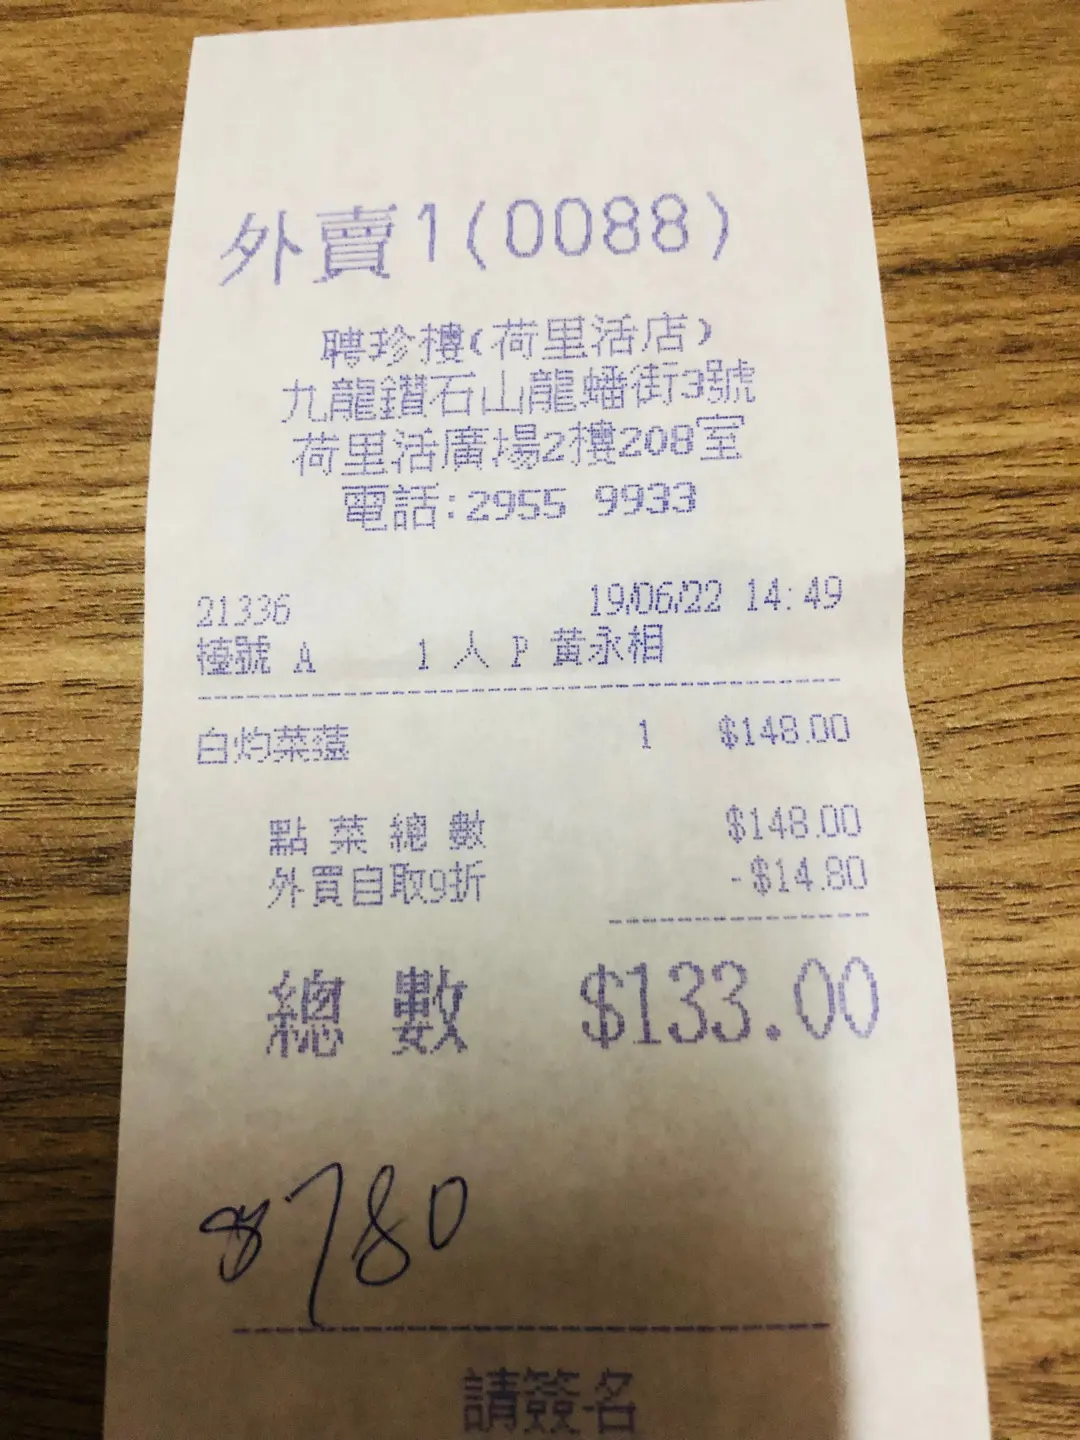 外賣1(0088)
聘珍樓(荷里活店)
九龍鑽石山龍蟠街3號
荷里活廣場2樓208室
電話:2955 9933
21336 19/06/22 14:49
檯號 A 1 人 P 黃永相
白灼菜薳 1 $148.00
點菜總數 $148.00
外買自取9折 -$14.80
總數 $133.00
8780
請簽名